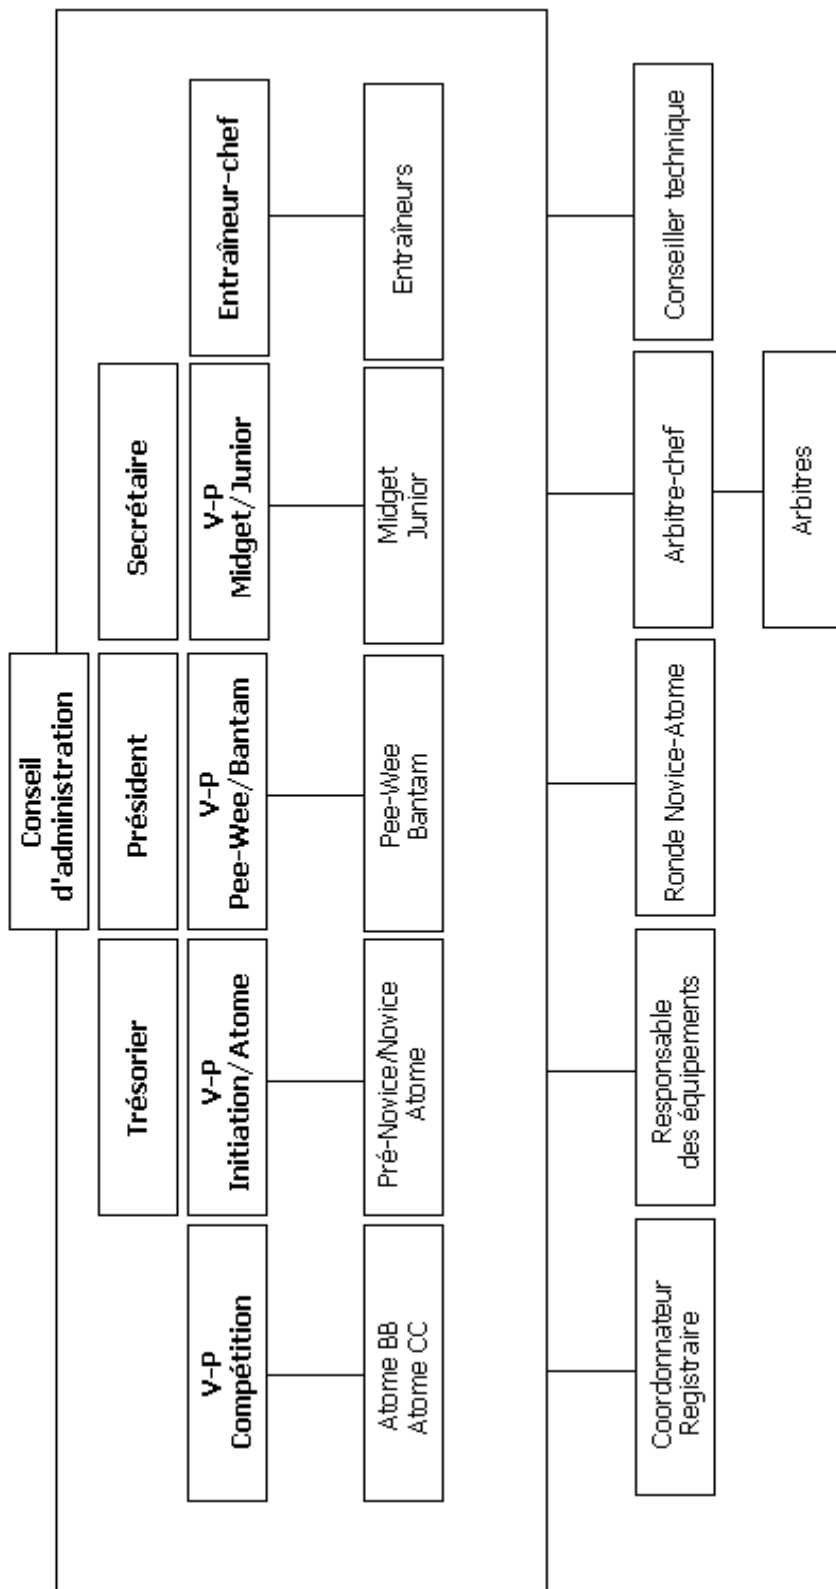 Conseil
d'administration
Trésorier
Président
Secrétaire
V-P
Compétition
V-P
Initiation/Atome
V-P
Pee-Wee/Bantam
V-P
Midget/Junior
Entraîneur-chef
Atome BB
Atome CC
Pré-Novice/Novice
Atome
Pee-Wee
Bantam
Midget
Junior
Entraîneurs
Coordonnateur
Registraire
Responsable
des équipements
Ronde Novice-Atome
Arbitre-chef
Conseiller technique
Arbitres